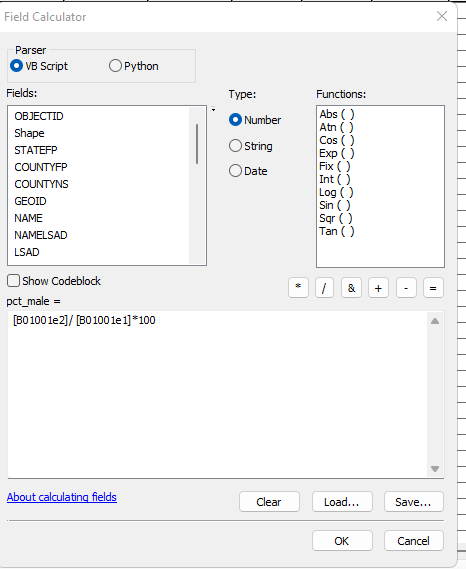 Field Calculator
Parser
VB Script
Python
Fields:
OBJECTID
Shape
STATEFP
COUNTYFP
COUNTYNS
GEOID
NAME
NAMELSAD
LSAD
Type:
Number
String
Date
Functions:
Abs ( )
Atn ( )
Cos ( )
Exp ( )
Fix ( )
Int ( )
Log ( )
Sin ( )
Sqr ( )
Tan ( )
Show Codeblock
* / & + - =
pct_male =
[B01001e2]/ [B01001e1]*100
About calculating fields
Clear
Load...
Save...
OK
Cancel